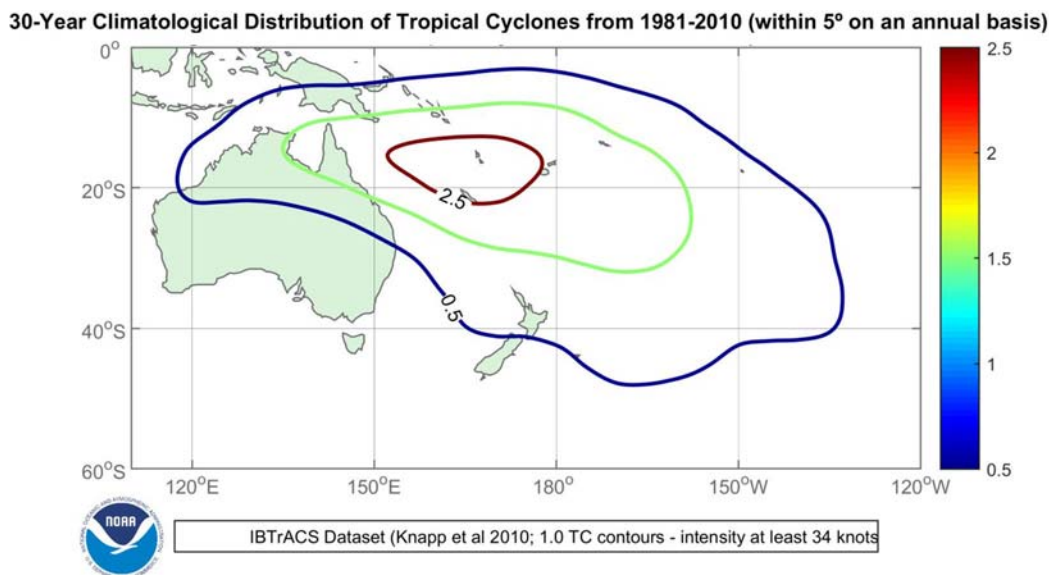 30-Year Climatological Distribution of Tropical Cyclones from 1981-2010 (within 5º on an annual basis)
0º
20ºS
40ºS
60ºS
120ºE
150ºE
180º
150ºW
120ºW
2.5
0.5
2.5
2
1.5
1
0.5
NOAA
IBTrACS Dataset (Knapp et al 2010; 1.0 TC contours - intensity at least 34 knots